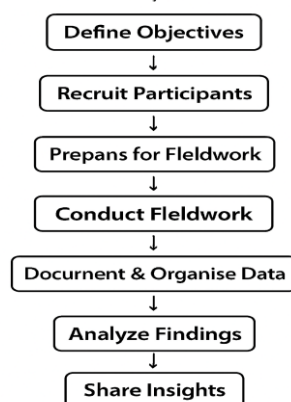 Define Objectives
Recruit Participants
Prepans for Fleldwork
Conduct Fleldwork
Docurnent & Organise Data
Analyze Findings
Share Insights